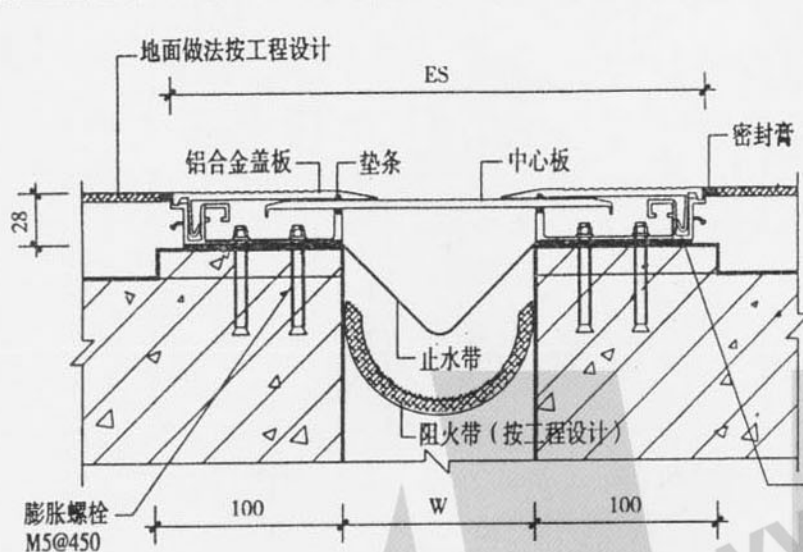 地面做法按工程设计
ES
密封膏
铝合金盖板
垫条
中心板
28
止水带
阻火带（按工程设计）
膨胀螺栓
M5@450
100
W
100